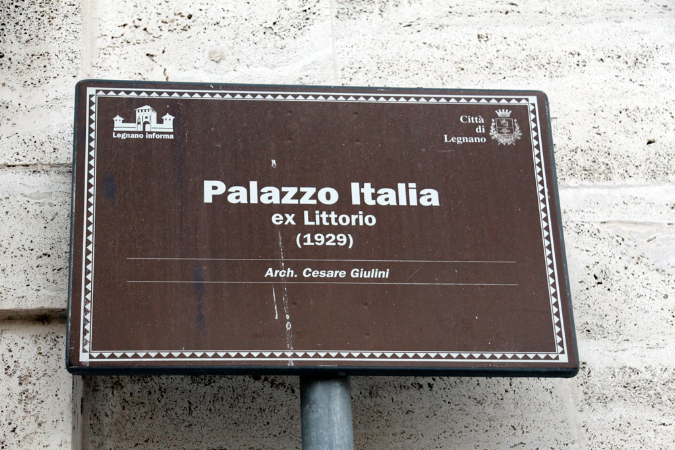 Legnano informa
Città
di
Legnano
Palazzo Italia
ex Littorio
(1929)
Arch. Cesare Giulini